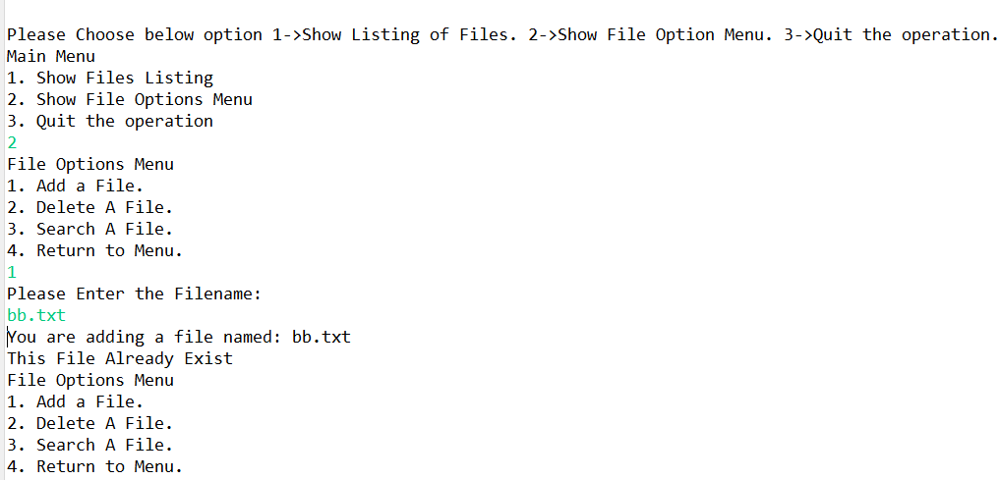 Please Choose below option 1->Show Listing of Files. 2->Show File Option Menu. 3->Quit the operation.
Main Menu
1. Show Files Listing
2. Show File Options Menu
3. Quit the operation
2
File Options Menu
1. Add a File.
2. Delete A File.
3. Search A File.
4. Return to Menu.
1
Please Enter the Filename:
bb.txt
You are adding a file named: bb.txt
This File Already Exist
File Options Menu
1. Add a File.
2. Delete A File.
3. Search A File.
4. Return to Menu.